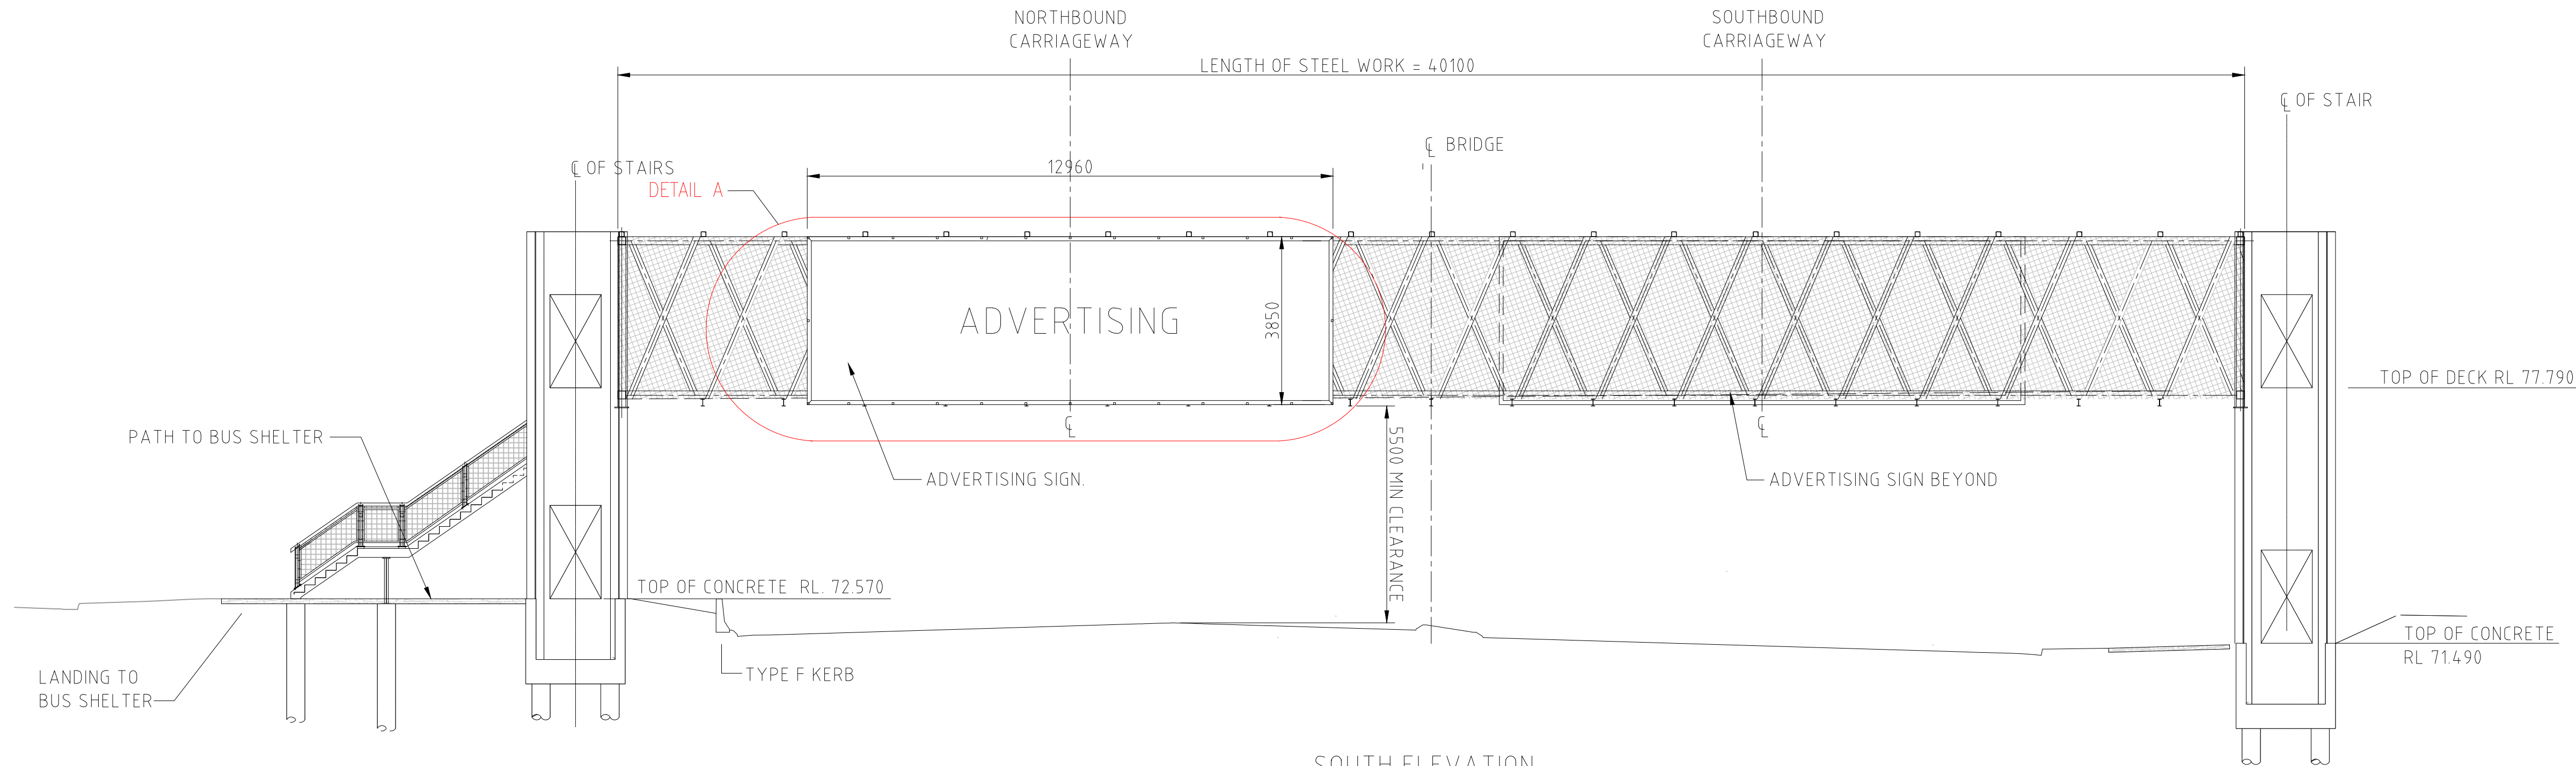 NORTHBOUND
CARRIAGEWAY
SOUTHBOUND
CARRIAGEWAY
LENGTH OF STEEL WORK = 40100
℄ OF STAIR
℄ BRIDGE
℄ OF STAIRS
12960
DETAIL A
ADVERTISING
3850
TOP OF DECK RL 77.790
℄
℄
PATH TO BUS SHELTER
5500 MIN CLEARANCE
ADVERTISING SIGN.
ADVERTISING SIGN BEYOND
TOP OF CONCRETE RL. 72.570
TOP OF CONCRETE
RL 71.490
TYPE F KERB
LANDING TO
BUS SHELTER
SOUTH ELEVATION